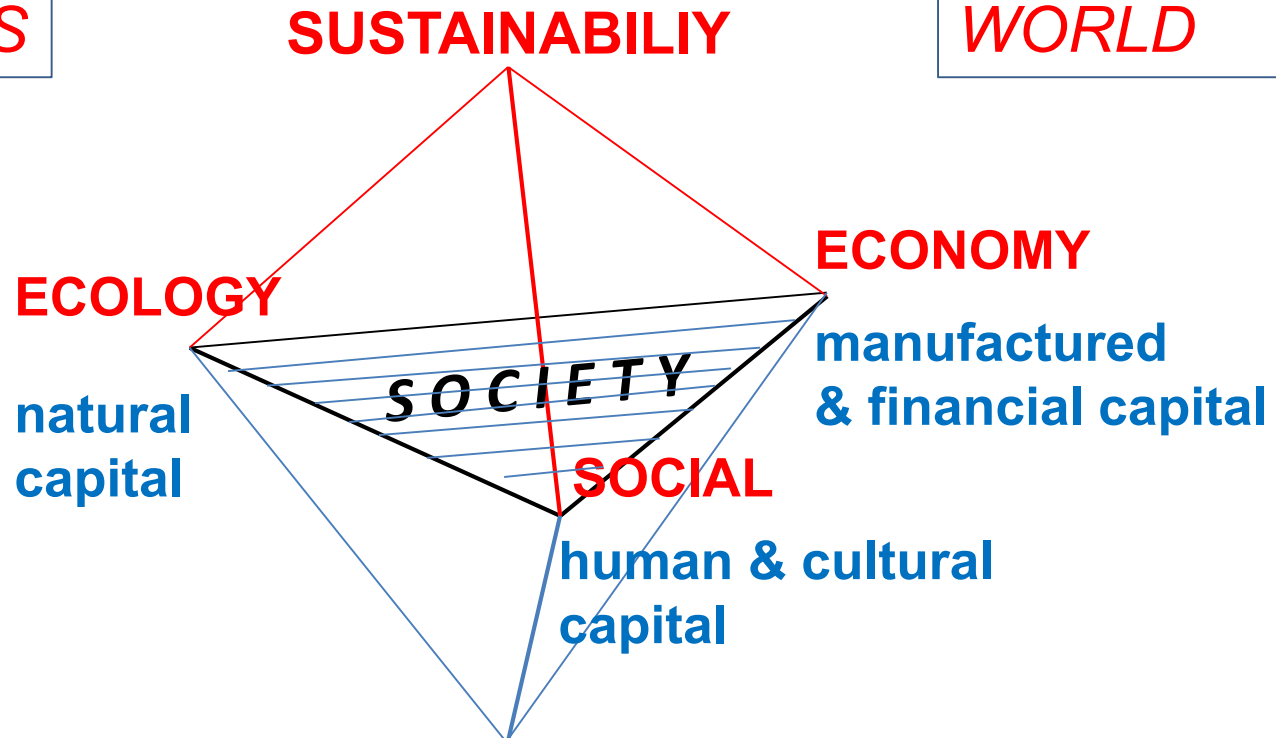 S
SUSTAINABILIY
WORLD
ECONOMY
ECOLOGY
manufactured
& financial capital
SOCIETY
natural
capital
SOCIAL
human & cultural
capital